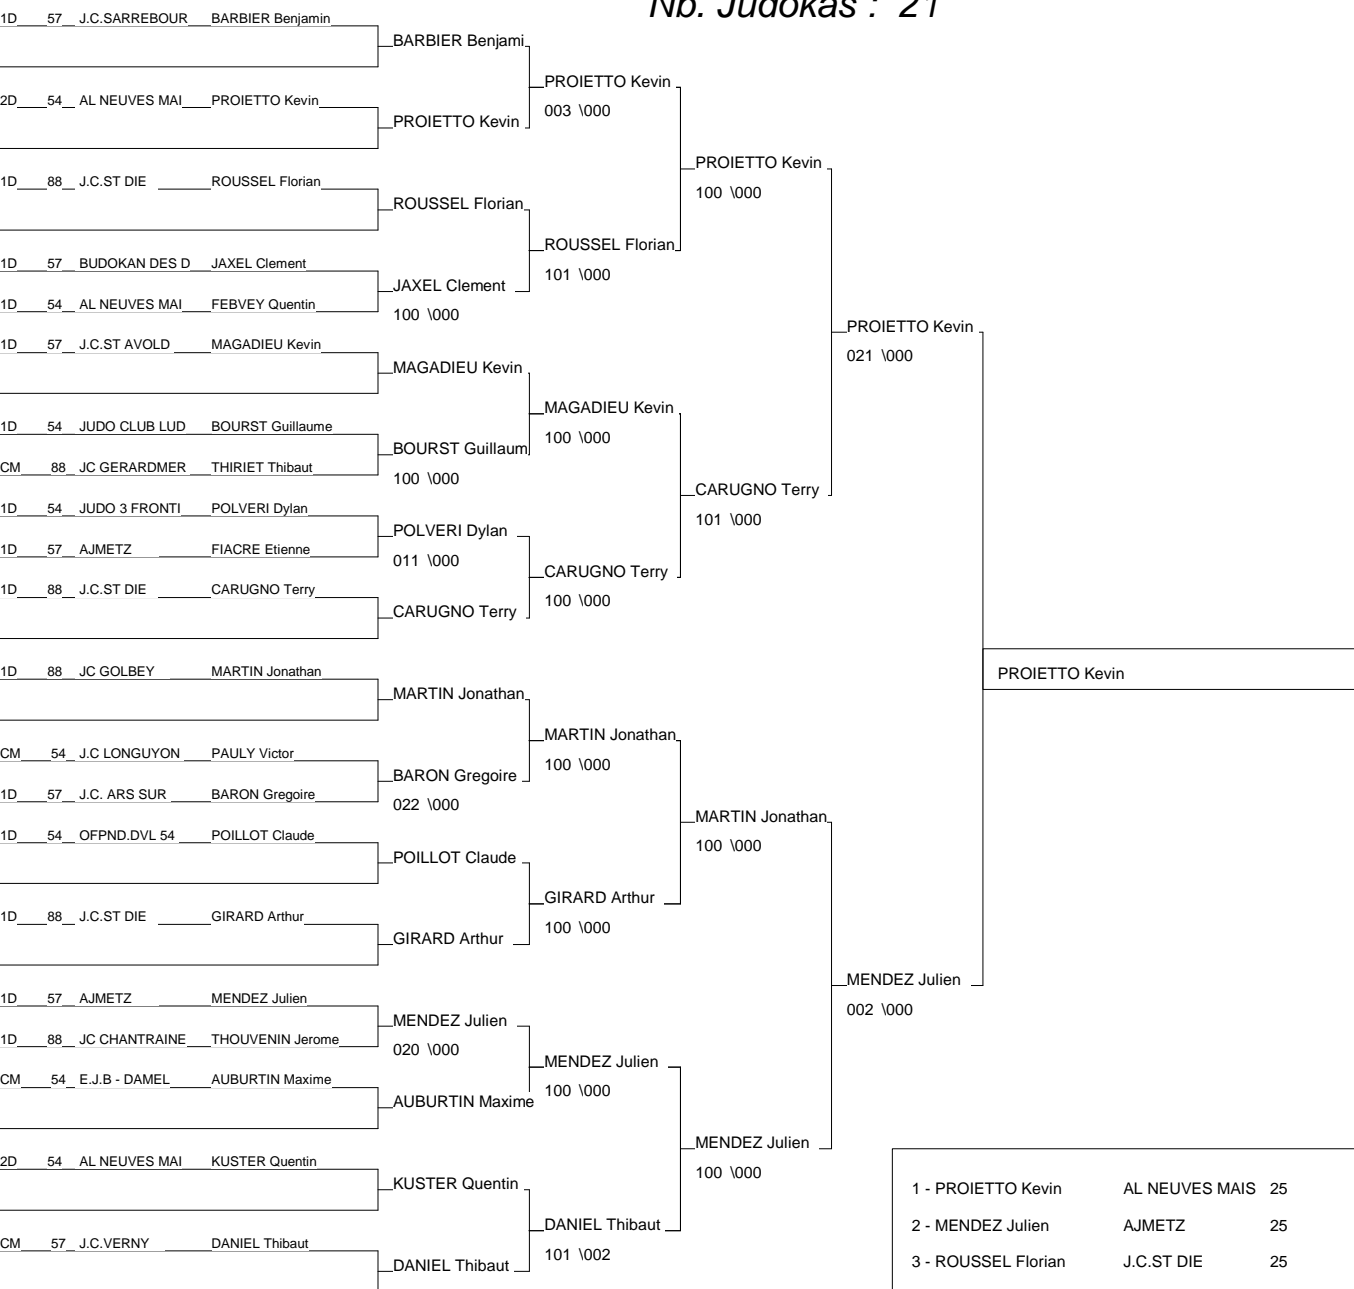 Nb. Judokas : 21
1D 57 J.C.SARREBOUR BARBIER Benjamin
BARBIER Benjami
PROIETTO Kevin
003 \000
2D 54 AL NEUVES MAI PROIETTO Kevin
PROIETTO Kevin
PROIETTO Kevin
100 \000
1D 88 J.C.ST DIE ROUSSEL Florian
ROUSSEL Florian
ROUSSEL Florian
101 \000
1D 57 BUDOKAN DES D JAXEL Clement
JAXEL Clement
100 \000
1D 54 AL NEUVES MAI FEBVEY Quentin
PROIETTO Kevin
021 \000
1D 57 J.C.ST AVOLD MAGADIEU Kevin
MAGADIEU Kevin
MAGADIEU Kevin
100 \000
1D 54 JUDO CLUB LUD BOURST Guillaume
BOURST Guillaum
100 \000
CM 88 JC GERARDMER THIRIET Thibaut
CARUGNO Terry
101 \000
1D 54 JUDO 3 FRONTI POLVERI Dylan
POLVERI Dylan
011 \000
1D 57 AJMETZ FIACRE Etienne
CARUGNO Terry
100 \000
1D 88 J.C.ST DIE CARUGNO Terry
CARUGNO Terry
PROIETTO Kevin
1D 88 JC GOLBEY MARTIN Jonathan
MARTIN Jonathan
MARTIN Jonathan
100 \000
CM 54 J.C LONGUYON PAULY Victor
BARON Gregoire
022 \000
1D 57 J.C. ARS SUR BARON Gregoire
MARTIN Jonathan
100 \000
1D 54 OFPND.DVL 54 POILLOT Claude
POILLOT Claude
GIRARD Arthur
100 \000
1D 88 J.C.ST DIE GIRARD Arthur
GIRARD Arthur
MENDEZ Julien
002 \000
1D 57 AJMETZ MENDEZ Julien
MENDEZ Julien
020 \000
1D 88 JC CHANTRAINE THOUVENIN Jerome
MENDEZ Julien
100 \000
CM 54 E.J.B - DAMEL AUBURTIN Maxime
AUBURTIN Maxime
MENDEZ Julien
100 \000
2D 54 AL NEUVES MAI KUSTER Quentin
KUSTER Quentin
DANIEL Thibaut
101 \002
CM 57 J.C.VERNY DANIEL Thibaut
DANIEL Thibaut
1 - PROIETTO Kevin AL NEUVES MAIS 25
2 - MENDEZ Julien AJMETZ 25
3 - ROUSSEL Florian J.C.ST DIE 25